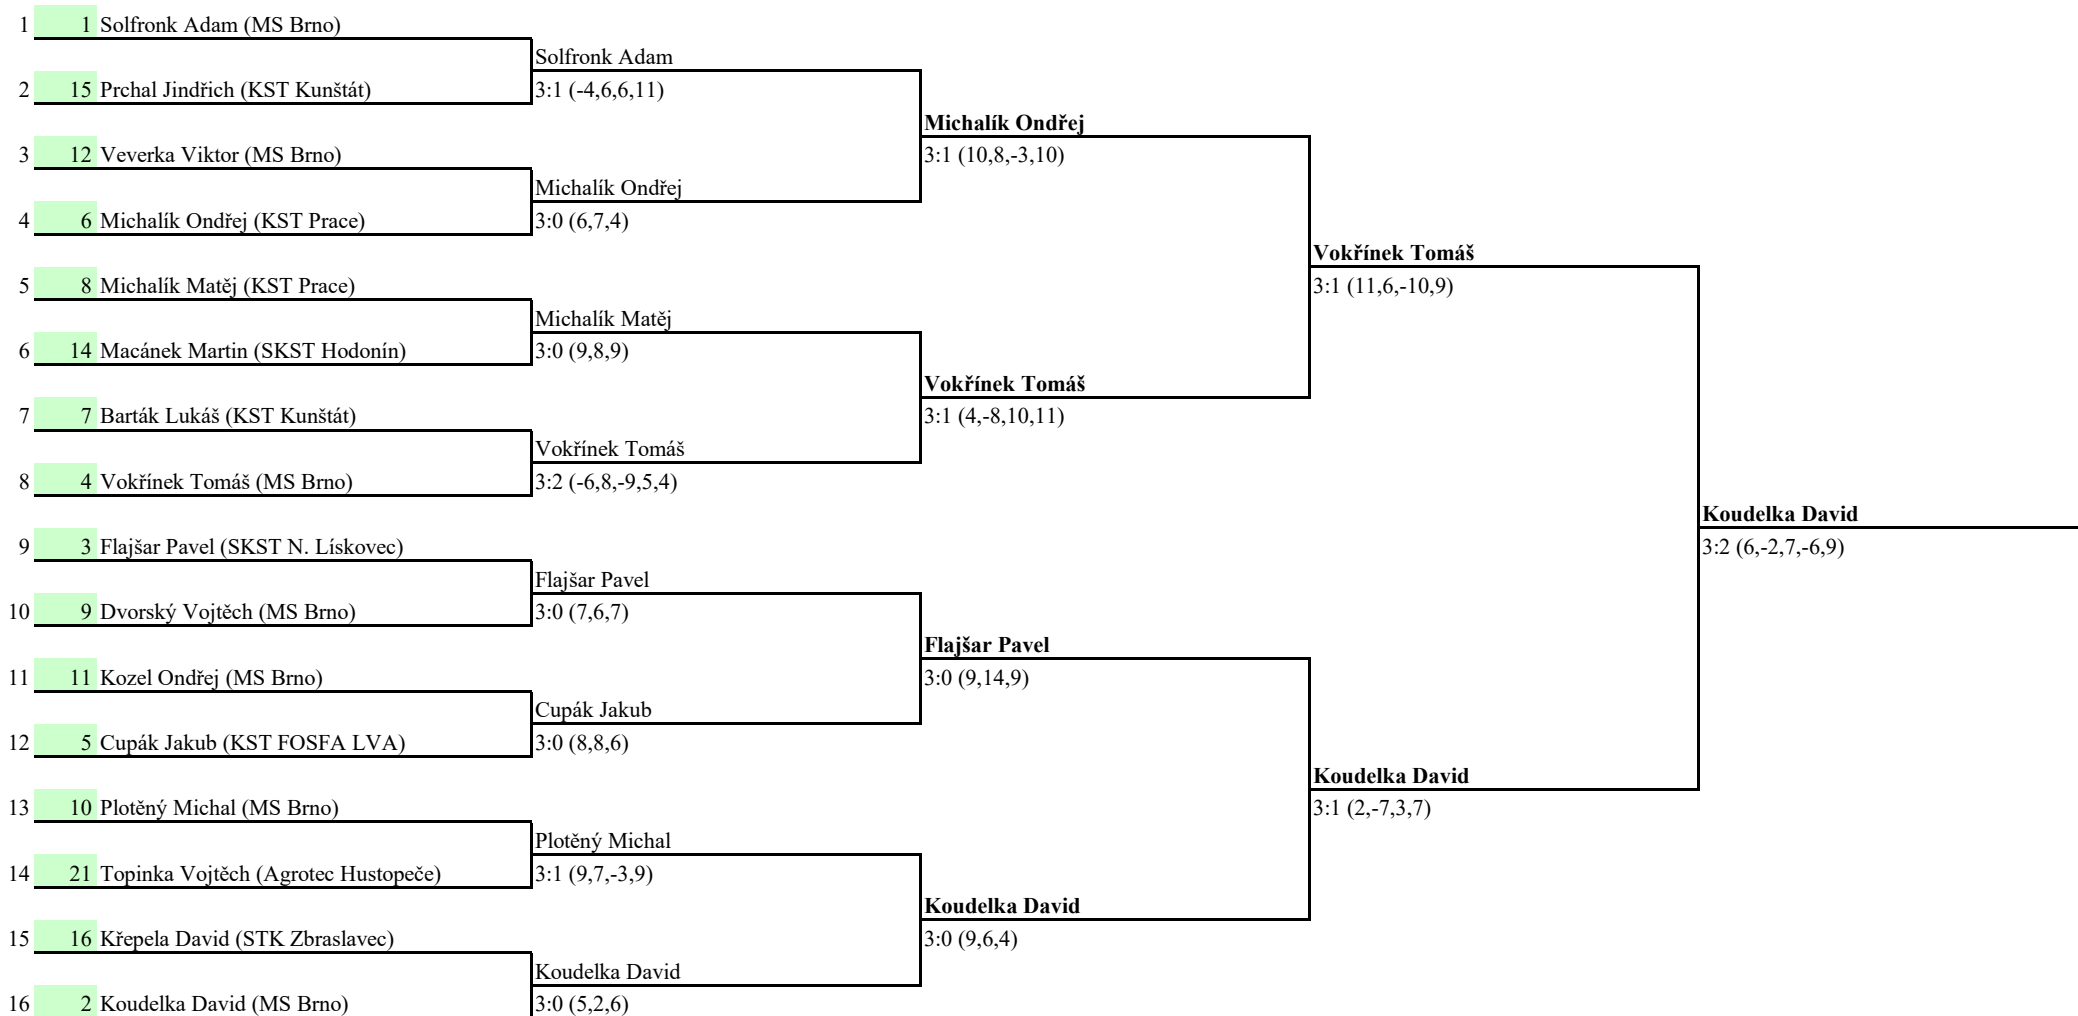 1 1 Solfronk Adam (MS Brno)
Solfronk Adam
2 15 Prchal Jindřich (KST Kunštát) 3:1 (-4,6,6,11)
Michalík Ondřej
3 12 Veverka Viktor (MS Brno) 3:1 (10,8,-3,10)
Michalík Ondřej
4 6 Michalík Ondřej (KST Prace) 3:0 (6,7,4)
Vokřínek Tomáš
5 8 Michalík Matěj (KST Prace) 3:1 (11,6,-10,9)
Michalík Matěj
6 14 Macánek Martin (SKST Hodonín) 3:0 (9,8,9)
Vokřínek Tomáš
7 7 Barták Lukáš (KST Kunštát) 3:1 (4,-8,10,11)
Vokřínek Tomáš
8 4 Vokřínek Tomáš (MS Brno) 3:2 (-6,8,-9,5,4)
Koudelka David
9 3 Flajšar Pavel (SKST N. Lískovec) 3:2 (6,-2,7,-6,9)
Flajšar Pavel
10 9 Dvorský Vojtěch (MS Brno) 3:0 (7,6,7)
Flajšar Pavel
11 11 Kozel Ondřej (MS Brno) 3:0 (9,14,9)
Cupák Jakub
12 5 Cupák Jakub (KST FOSFA LVA) 3:0 (8,8,6)
Koudelka David
13 10 Plotěný Michal (MS Brno) 3:1 (2,-7,3,7)
Plotěný Michal
14 21 Topinka Vojtěch (Agrotec Hustopeče) 3:1 (9,7,-3,9)
Koudelka David
15 16 Křepela David (STK Zbraslavec) 3:0 (9,6,4)
Koudelka David
16 2 Koudelka David (MS Brno) 3:0 (5,2,6)